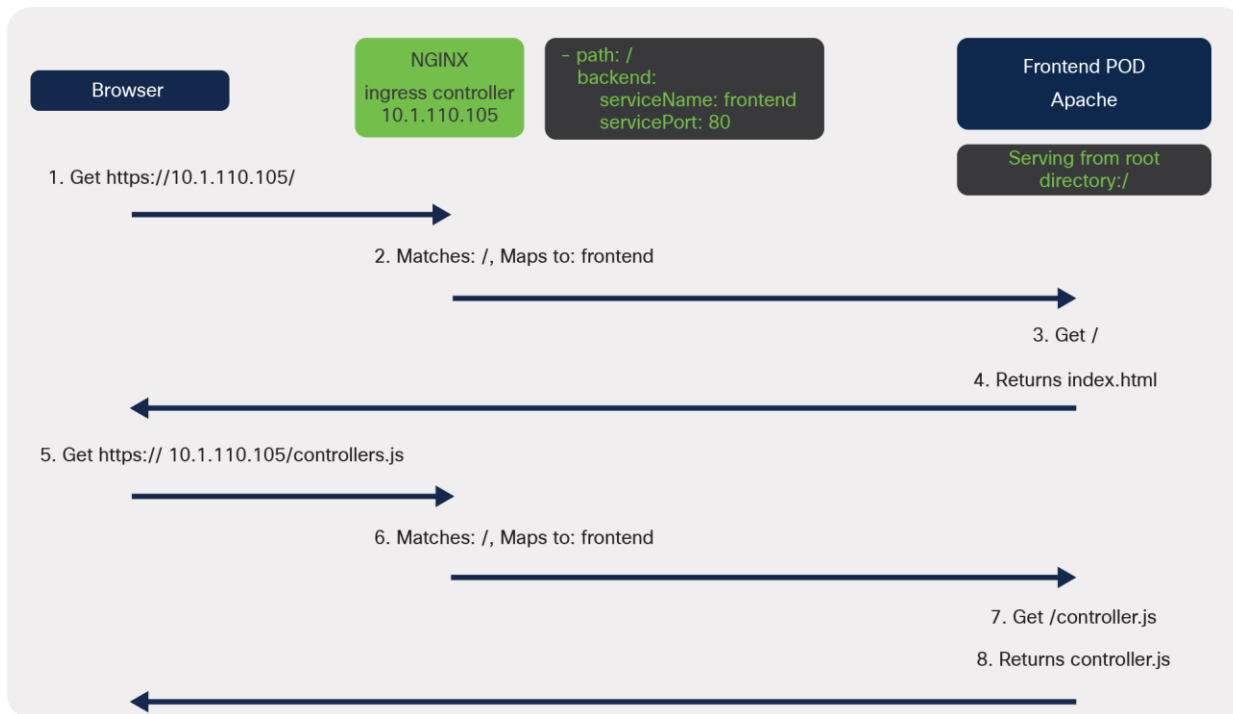 Browser
NGINX
ingress controller
10.1.110.105
- path: /
backend:
serviceName: frontend
servicePort: 80
Frontend POD
Apache
Serving from root
directory:/
1. Get https://10.1.110.105/
2. Matches: /, Maps to: frontend
3. Get /
4. Returns index.html
5. Get https:// 10.1.110.105/controllers.js
6. Matches: /, Maps to: frontend
7. Get /controller.js
8. Returns controller.js